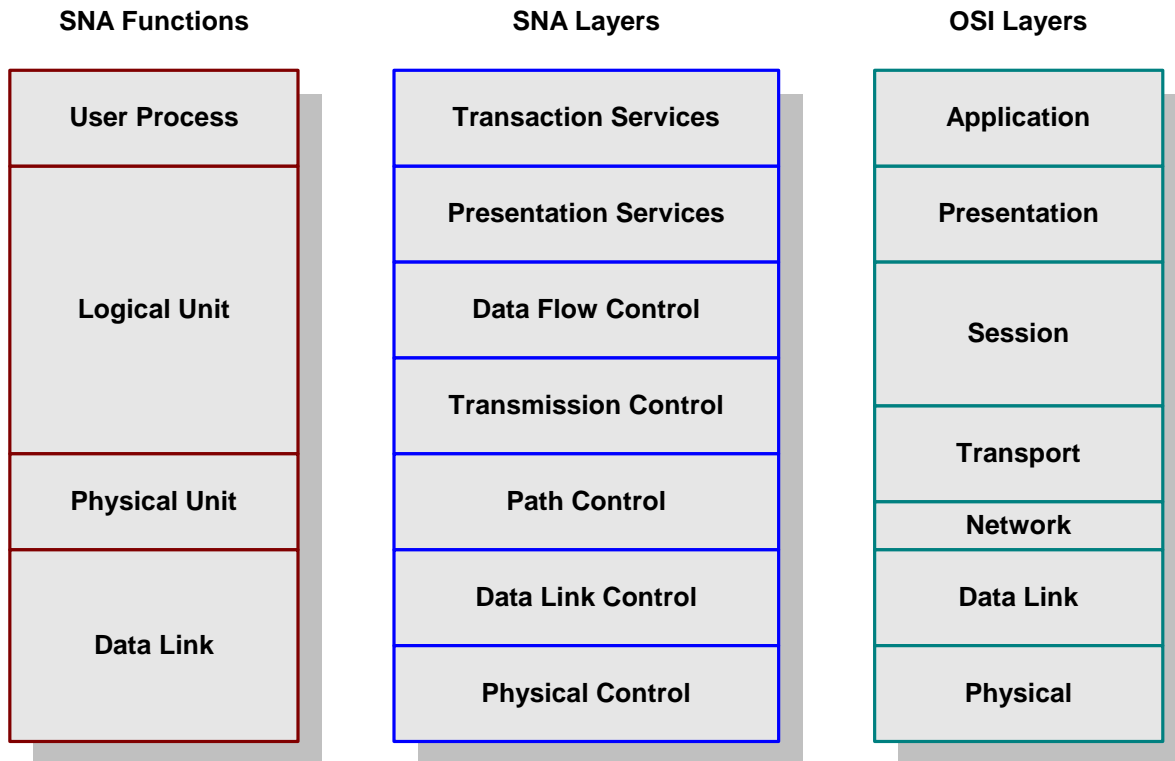 SNA Functions
User Process
Logical Unit
Physical Unit
Data Link
SNA Layers
Transaction Services
Presentation Services
Data Flow Control
Transmission Control
Path Control
Data Link Control
Physical Control
OSI Layers
Application
Presentation
Session
Transport
Network
Data Link
Physical